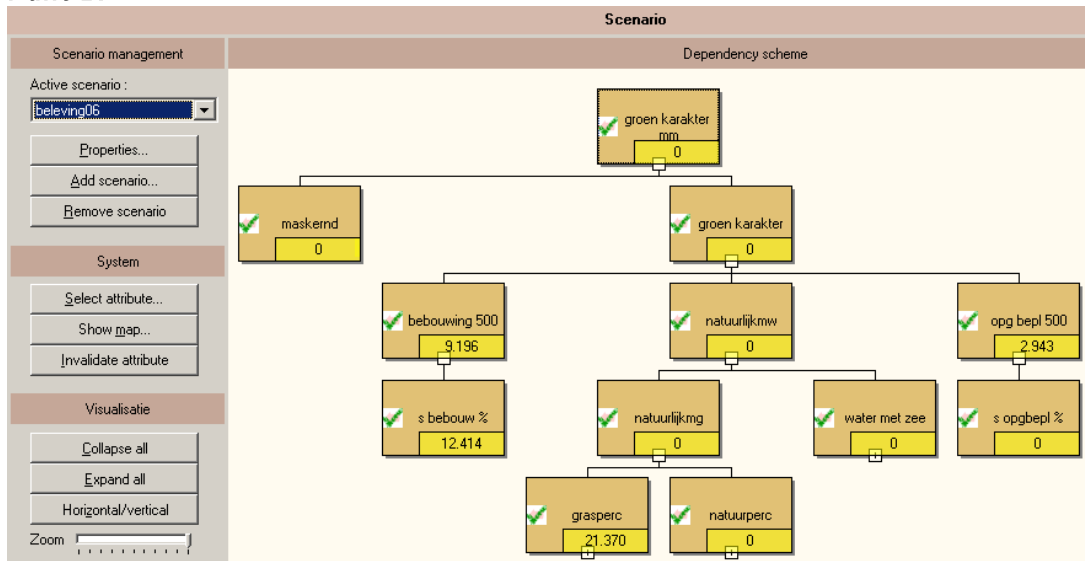 Scenario
Scenario management
Dependency scheme
Active scenario :
beleving06
Properties...
Add scenario...
Remove scenario
System
Select attribute...
Show map...
Invalidate attribute
Visualisatie
Collapse all
Expand all
Horizontal/vertical
Zoom
groen karakter
mm
0
maskernd
0
groen karakter
0
bebouwing 500
9.196
natuurlijkmw
0
opg bepl 500
2.943
s bebouw %
12.414
natuurlijkmg
0
water met zee
0
s opgbepl %
0
grasperc
21.370
natuurperc
0